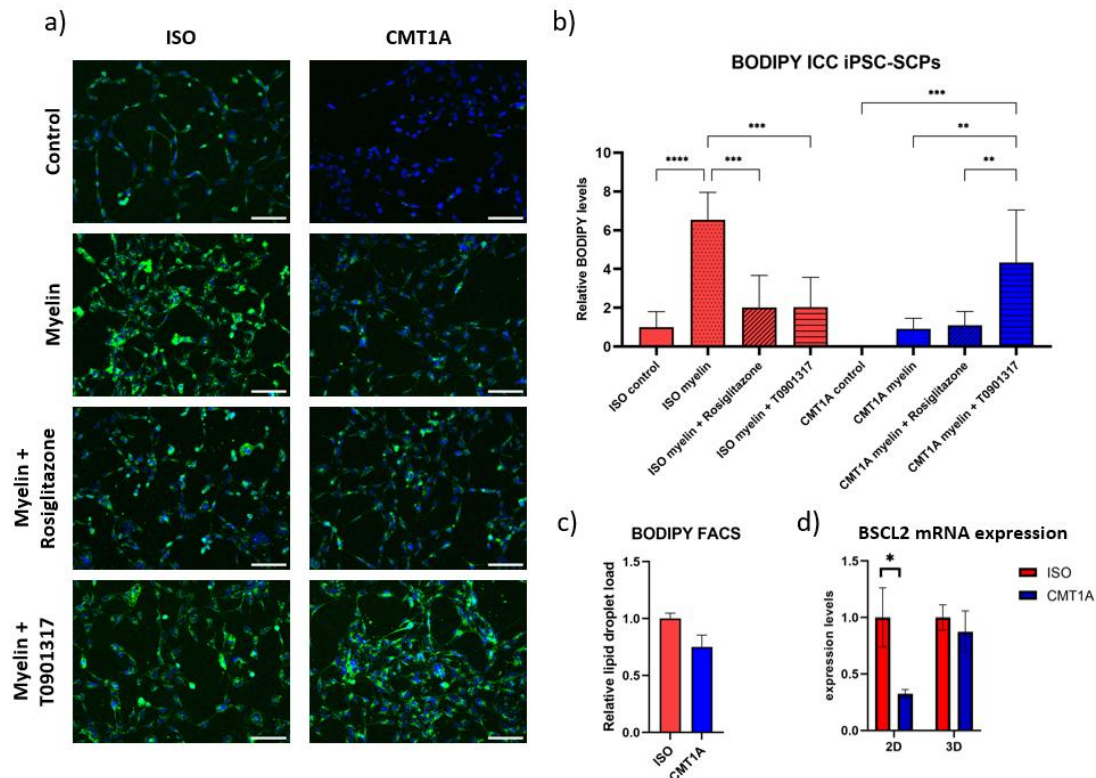 a)
ISO
CMT1A
Control
Myelin
Myelin +
Rosiglitazone
Myelin +
T0901317
b)
BODIPY ICC iPSC-SCPs
***
***
**
****
***
**
Relative BODIPY levels
10
8
6
4
2
0
ISO control
ISO myelin
ISO myelin + Rosiglitazone
ISO myelin + T0901317
CMT1A control
CMT1A myelin
CMT1A myelin + Rosiglitazone
CMT1A myelin + T0901317
c)
BODIPY FACS
Relative lipid droplet load
1.5
1.0
0.5
0.0
ISO
CMT1A
d)
BSCL2 mRNA expression
*
expression levels
1.5
1.0
0.5
0.0
2D
3D
ISO
CMT1A